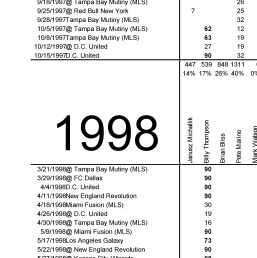 9/18/1997@ Tampa Bay Mutiny (MLS) 26
9/25/1997@ Red Bull New York 7 25
9/28/1997Tampa Bay Mutiny (MLS) 32
10/5/1997@ Tampa Bay Mutiny (MLS) 62 12
10/8/1997Tampa Bay Mutiny (MLS) 63 19
10/12/1997@ D.C. United 27 19
10/15/1997D.C. United 90 32
447 539 848 1311
14% 17% 26% 40% 0%
1998 Janusz Michallik Billy Thompson Brian Bliss Pete Marino Mark Watson
3/21/1998@ Tampa Bay Mutiny (MLS) 90
3/29/1998@ FC Dallas 90
4/4/1998D.C. United 90
4/11/1998New England Revolution 90
4/18/1998Miami Fusion (MLS) 30
4/26/1998@ D.C. United 19
4/30/1998@ Tampa Bay Mutiny (MLS) 16
5/9/1998@ Miami Fusion (MLS) 90
5/17/1998Los Angeles Galaxy 73
5/22/1998@ New England Revolution 90